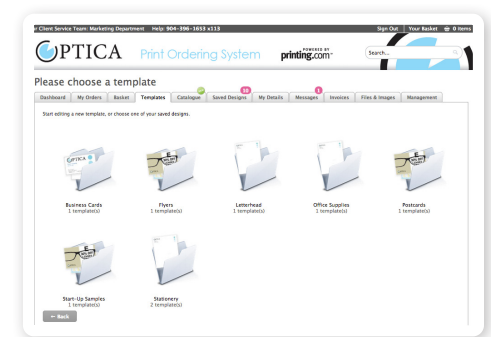 r Client Service Team: Marketing Department Help: 904-396-1653 x113 Sign Out Your Basket 0 items
OPTICA Print Ordering System POWERED BY printing.com Search...
Please choose a template
Dashboard My Orders Basket Templates Catalogue Saved Designs 10 My Details Messages 1 Invoices Files & Images Management
Start editing a new template, or choose one of your saved designs.
OPTICA
Business Cards Flyers Letterhead Office Supplies Postcards
1 template(s) 1 template(s) 1 template(s) 1 template(s) 1 template(s)
Start-Up Samples Stationery
1 template(s) 2 template(s)
← Back